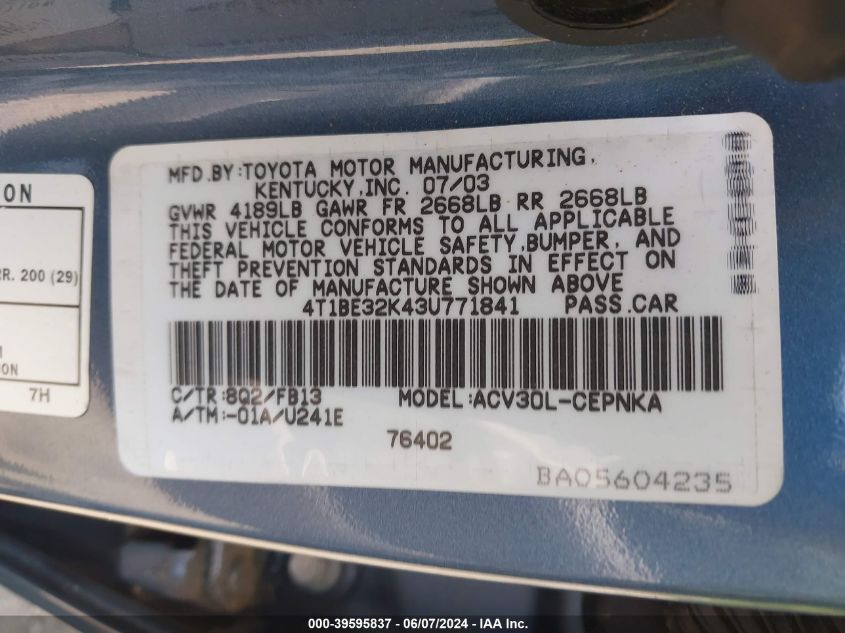 ON
RR. 200 (29)
ON
7H
MFD.BY:TOYOTA MOTOR MANUFACTURING,
KENTUCKY,INC. 07/03
GVWR 4189LB GAWR FR 2668LB RR 2668LB
THIS VEHICLE CONFORMS TO ALL APPLICABLE
FEDERAL MOTOR VEHICLE SAFETY,BUMPER, AND
THEFT PREVENTION STANDARDS IN EFFECT ON
THE DATE OF MANUFACTURE SHOWN ABOVE
4T1BE32K43U771841 PASS.CAR
C/TR:8Q2/FB13 MODEL:ACV30L-CEPNKA
A/TM:-01A/U241E
76402
BA05604235
000-39595837 - 06/07/2024 - IAA Inc.